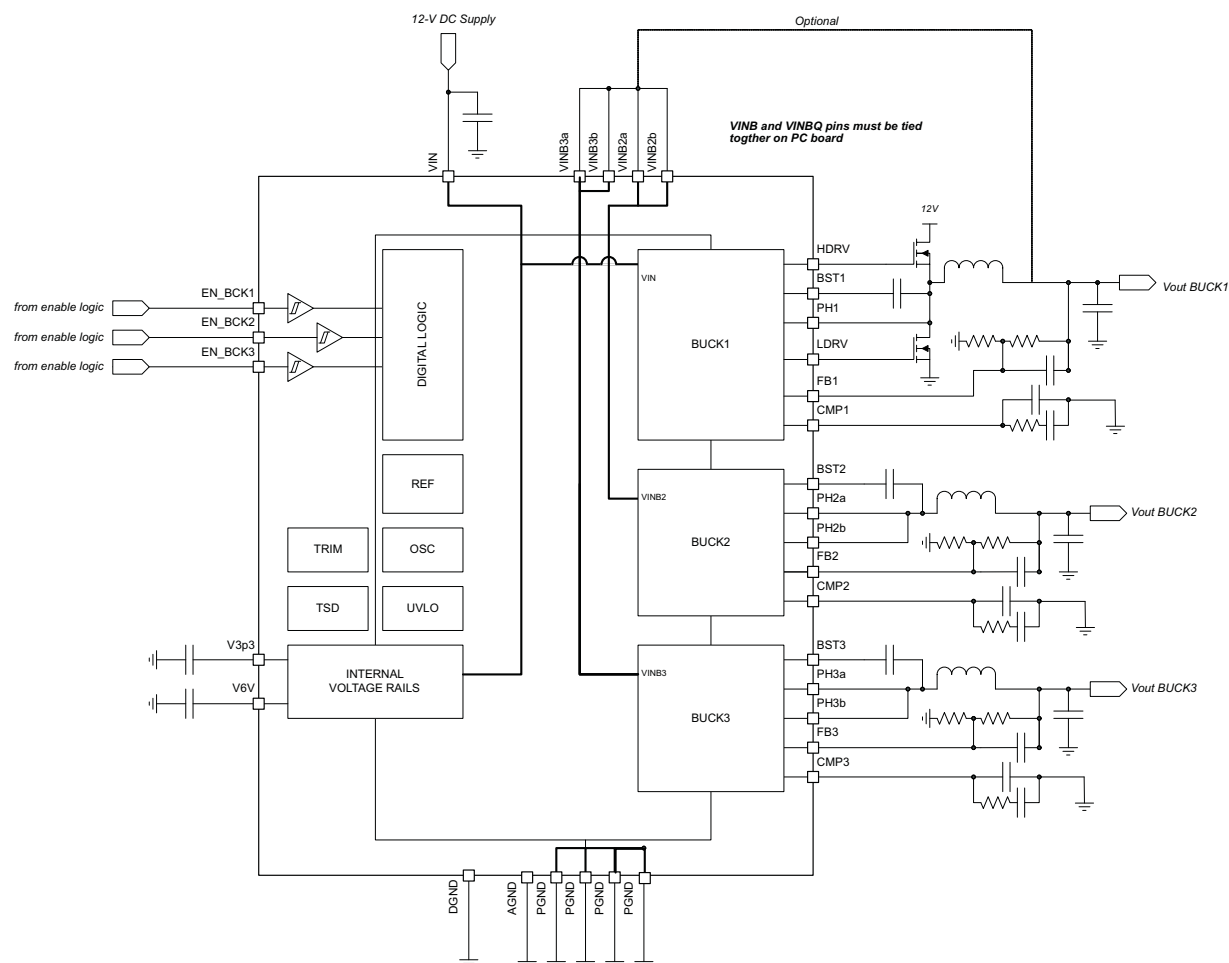 12-V DC Supply
Optional
VINB and VINBQ pins must be tied
togther on PC board
VIN
VINB3a
VINB3b
VINB2a
VINB2b
12V
HDRV
BST1
PH1
LDRV
FB1
CMP1
VIN
BUCK1
Vout BUCK1
from enable logic
EN_BCK1
from enable logic
EN_BCK2
from enable logic
EN_BCK3
DIGITAL LOGIC
REF
TRIM
OSC
TSD
UVLO
V3p3
V6V
INTERNAL
VOLTAGE RAILS
VINB2
BUCK2
BST2
PH2a
PH2b
FB2
CMP2
Vout BUCK2
VINB3
BUCK3
BST3
PH3a
PH3b
FB3
CMP3
Vout BUCK3
DGND
AGND
PGND
PGND
PGND
PGND